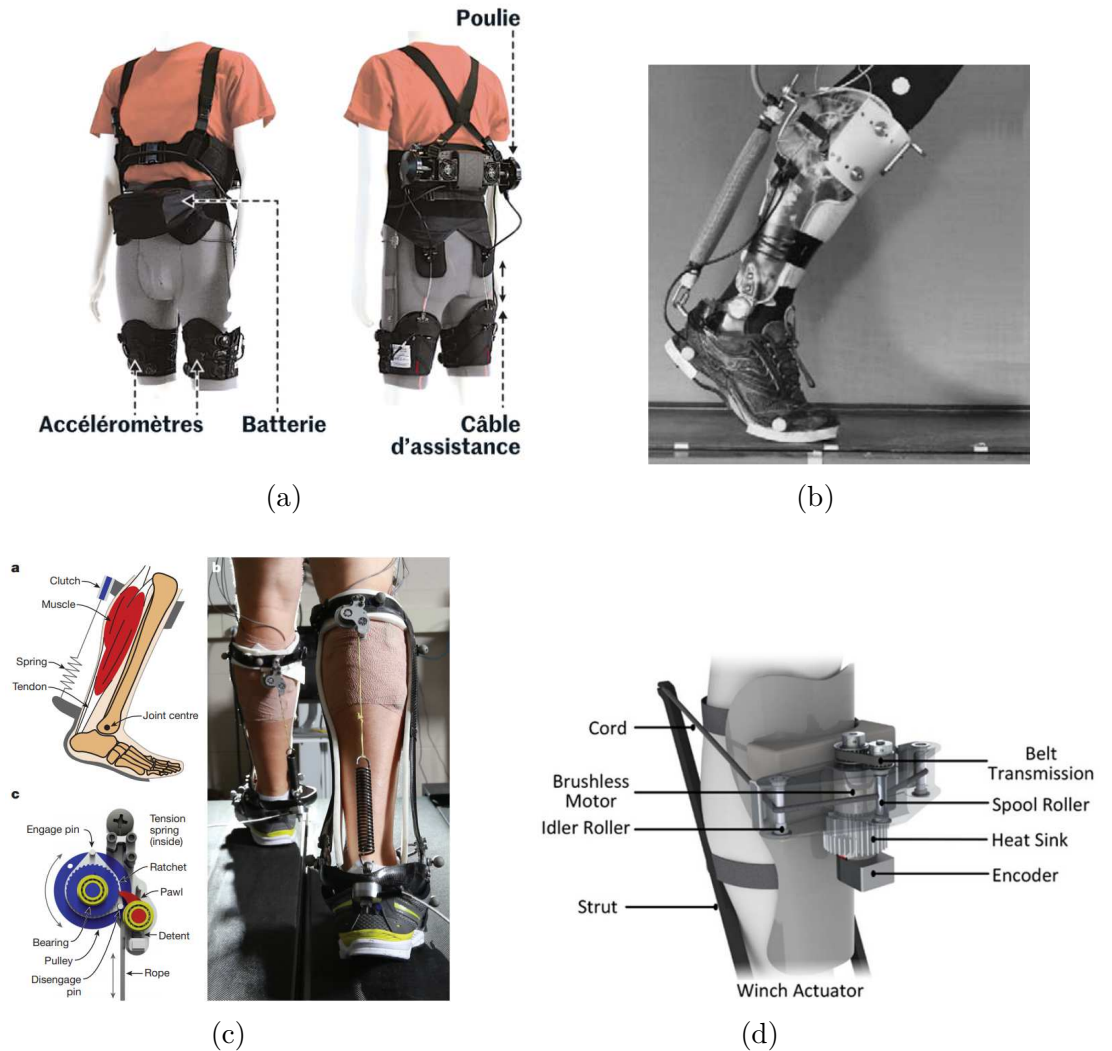 Poulie
Accéléromètres
Batterie
Câble
d'assistance
(a)
(b)
a
Clutch
Muscle
Spring
Tendon
Joint centre
b
c
Engage pin
Tension
spring
(inside)
Ratchet
Pawl
Detent
Bearing
Pulley
Disengage
pin
Rope
(c)
Cord
Brushless
Motor
Idler Roller
Strut
Belt
Transmission
Spool Roller
Heat Sink
Encoder
Winch Actuator
(d)